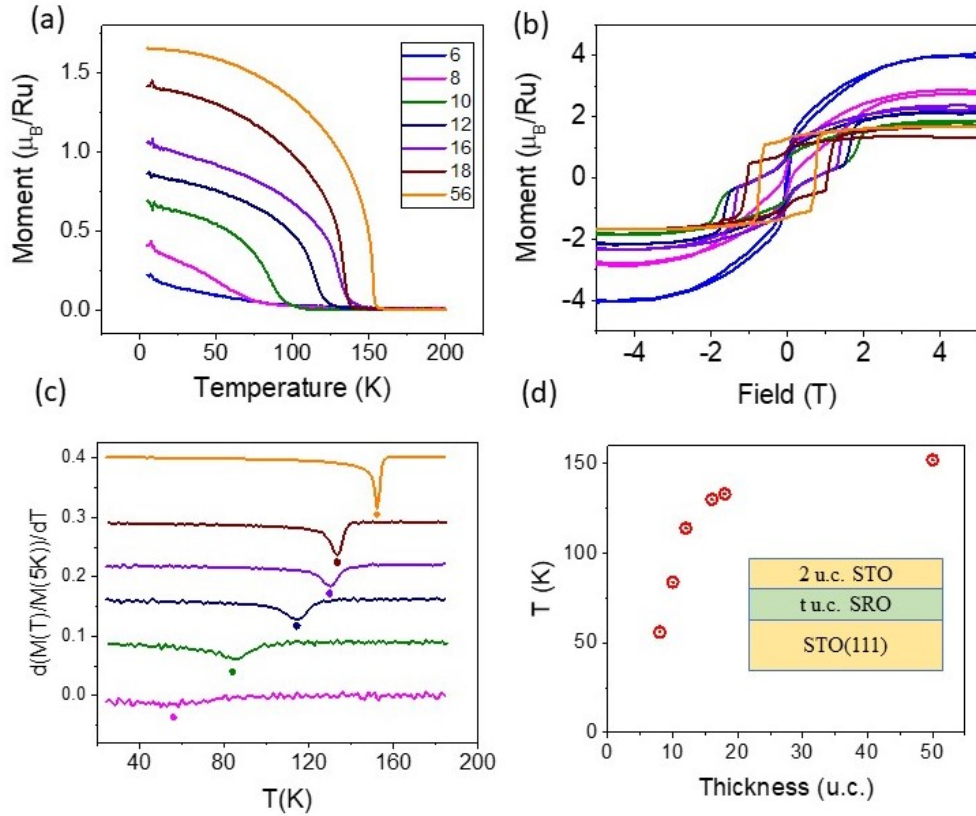 (a)
Moment (μB/Ru)
1.5
1.0
0.5
0.0
0 50 100 150 200
Temperature (K)
6
8
10
12
16
18
56
(b)
Moment (μB/Ru)
4
2
0
-2
-4
-4 -2 0 2 4
Field (T)
(c)
d(M(T)/M(5K))/dT
0.4
0.3
0.2
0.1
0.0
40 80 120 160 200
T(K)
(d)
T (K)
150
100
50
0
0 10 20 30 40 50
Thickness (u.c.)
2 u.c. STO
t u.c. SRO
STO(111)